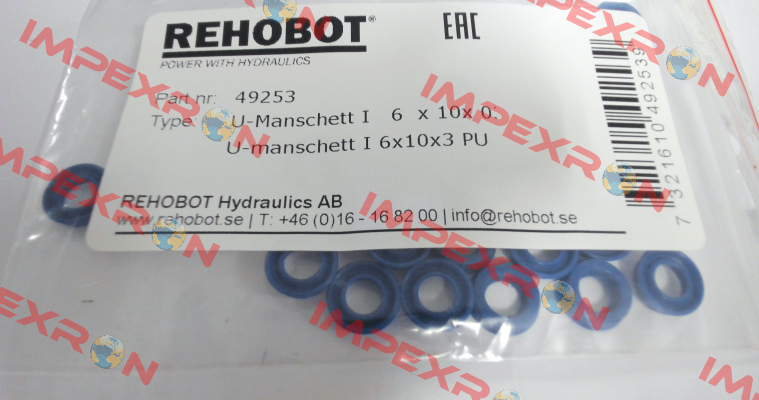 REHOBOT®
POWER WITH HYDRAULICS
EAC
Part nr: 49253
Type: U-Manschett I 6 x 10x 0
U-manschett I 6x10x3 PU
REHOBOT Hydraulics AB
www.rehobot.se | T: +46 (0)16 - 16 82 00 | info@rehobot.se
7 321610 492539
IMPEXRON
IMPEXRON
IMPEXRON
IMPEXRON
IMPEXRON
IMPEXRON